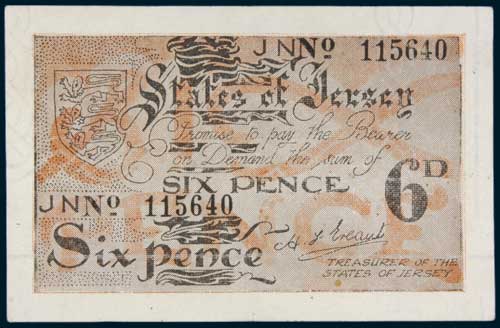 JNNo 115640
States of Jersey
Promise to pay the Bearer
on Demand the sum of
SIX PENCE
6D
JNNo 115640
Six pence
TREASURER OF THE
STATES OF JERSEY